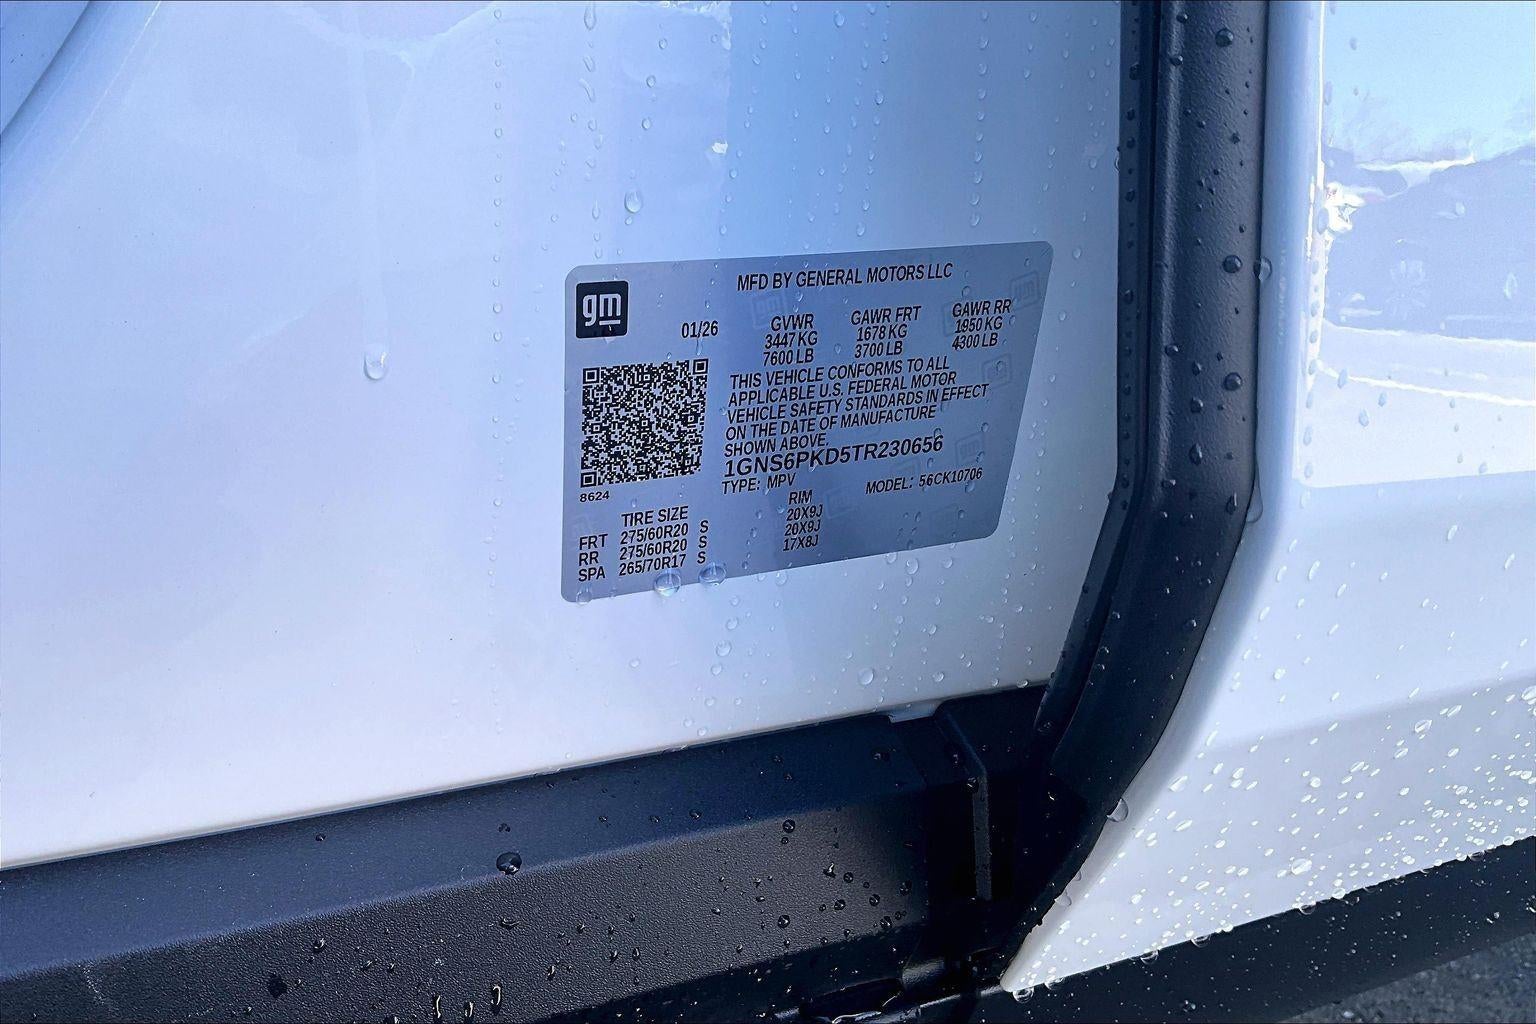 MFD BY GENERAL MOTORS LLC
gm
01/26
GVWR GAWR FRT GAWR RR
3447 KG 1678 KG 1950 KG
7600 LB 3700 LB 4300 LB
THIS VEHICLE CONFORMS TO ALL
APPLICABLE U.S. FEDERAL MOTOR
VEHICLE SAFETY STANDARDS IN EFFECT
ON THE DATE OF MANUFACTURE
SHOWN ABOVE.
1GNS6PKD5TR230656
TYPE: MPV MODEL: 56CK10706
8624
TIRE SIZE RIM
FRT 275/60R20 S 20X9J
RR 275/60R20 S 20X9J
SPA 265/70R17 S 17X8J